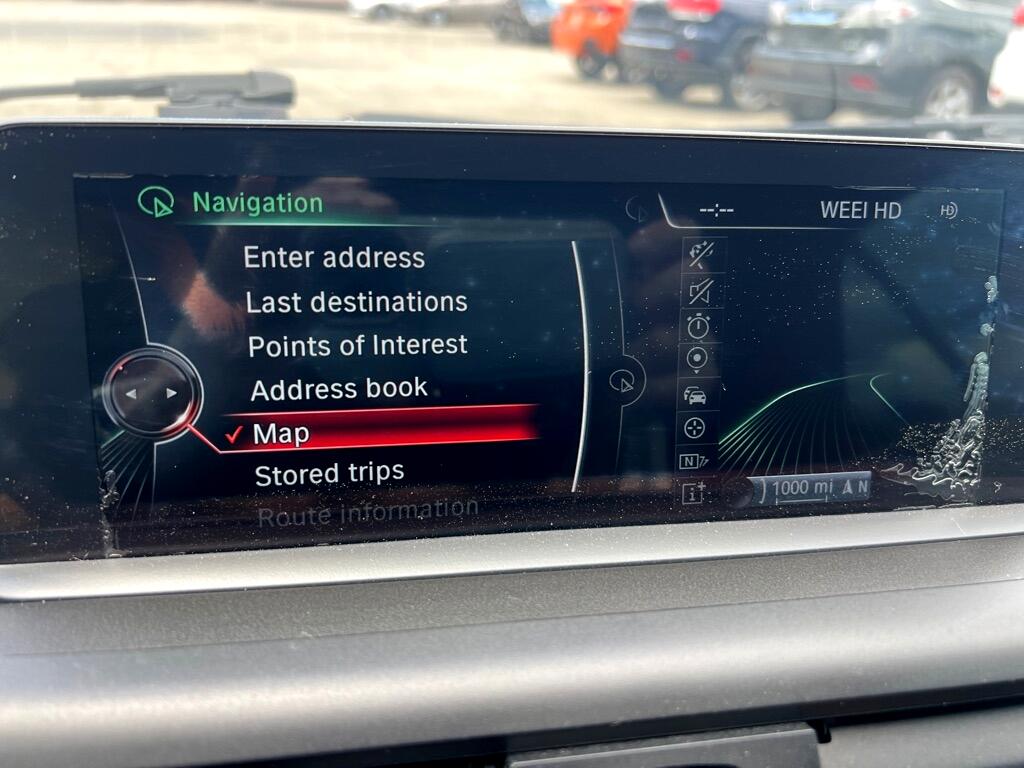 Navigation
--:--
WEEI HD
HD
Enter address
Last destinations
Points of Interest
Address book
Map
Stored trips
Route information
N
i
1000 mi
N